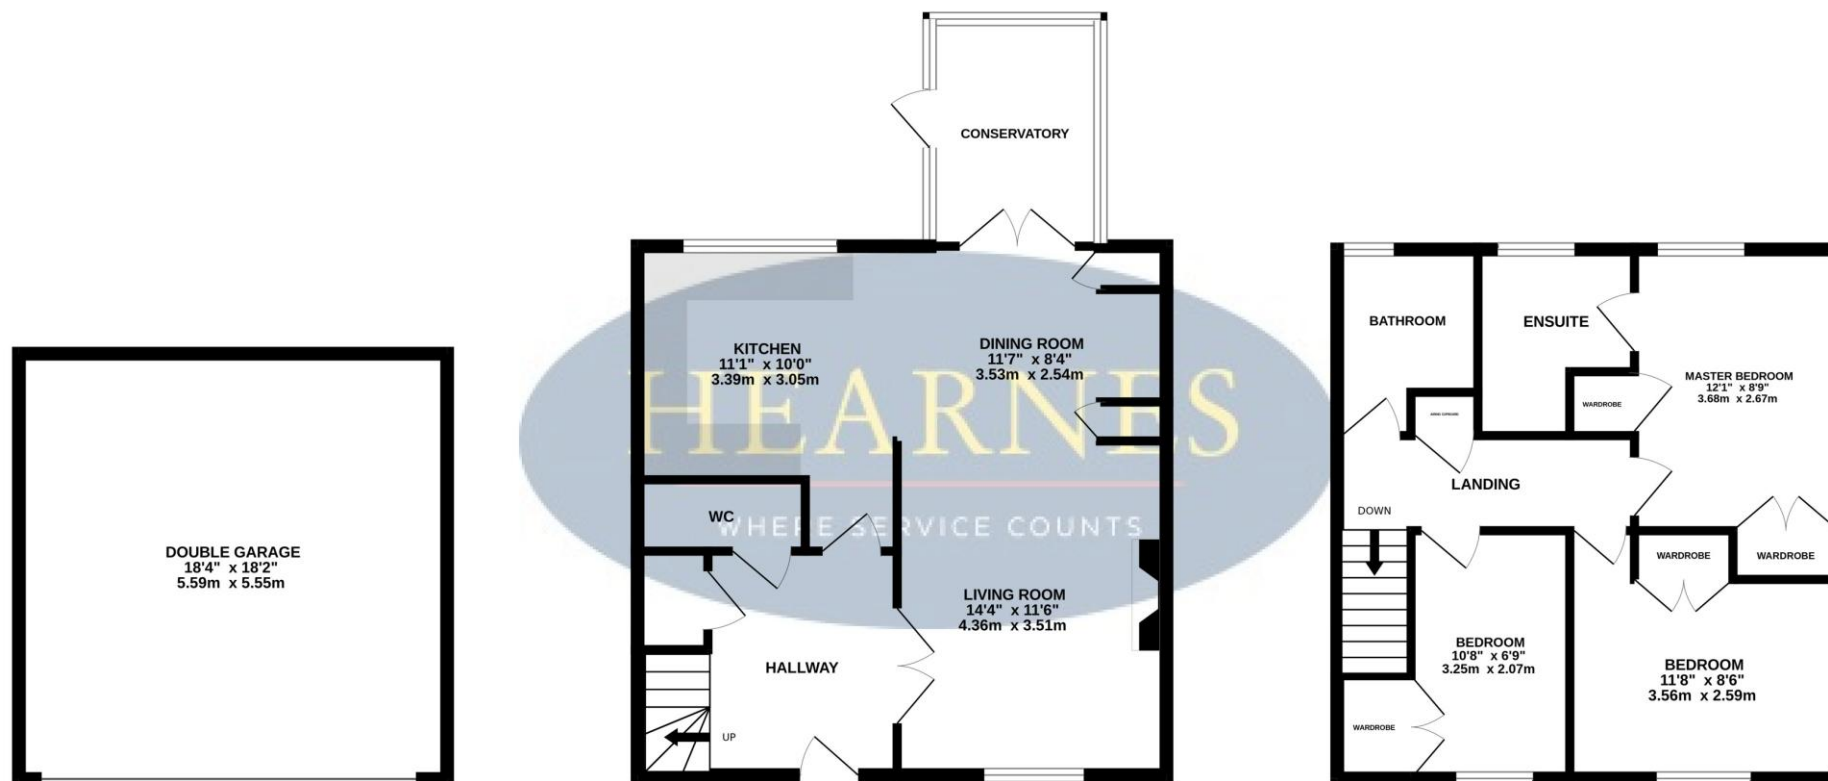 DOUBLE GARAGE
18'4" x 18'2"
5.59m x 5.55m
CONSERVATORY
KITCHEN
11'1" x 10'0"
3.39m x 3.05m
DINING ROOM
11'7" x 8'4"
3.53m x 2.54m
HEARNES
WHERE SERVICE COUNTS
WC
LIVING ROOM
14'4" x 11'6"
4.36m x 3.51m
HALLWAY
UP
BATHROOM
ENSUITE
MASTER BEDROOM
12'1" x 8'9"
3.68m x 2.67m
WARDROBE
LANDING
DOWN
WARDROBE
WARDROBE
BEDROOM
10'8" x 6'9"
3.25m x 2.07m
BEDROOM
11'8" x 8'6"
3.56m x 2.59m
WARDROBE